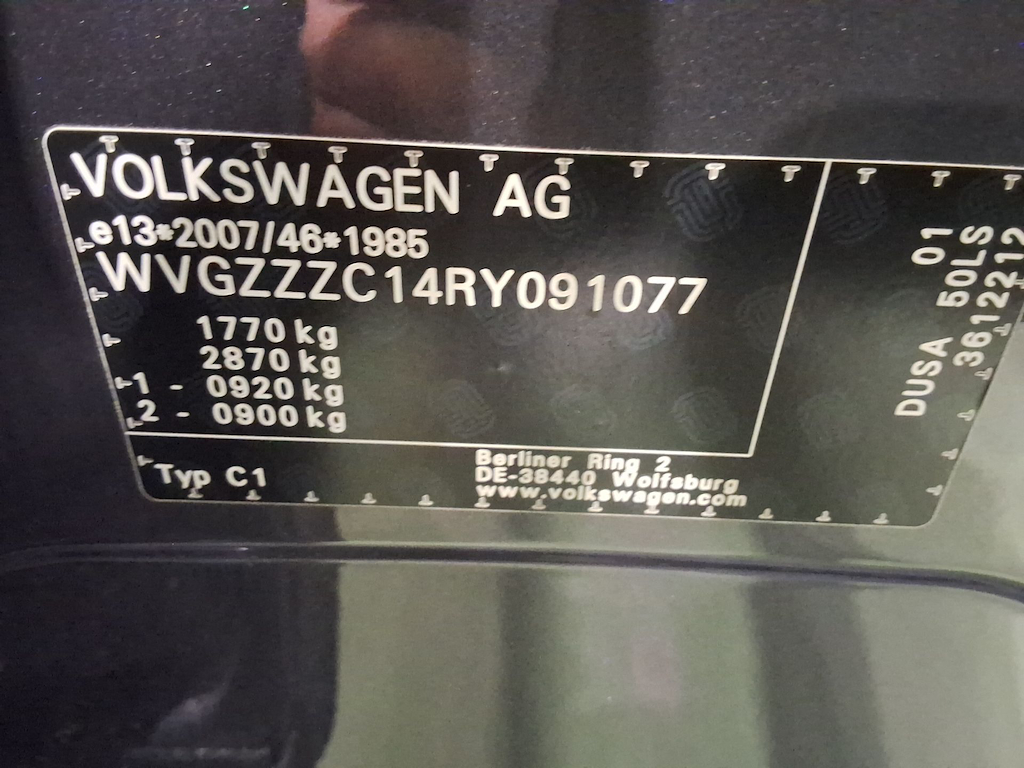 VOLKSWAGEN AG
e13*2007/46*1985
WVGZZZC14RY091077
1770 kg
2870 kg
1 - 0920 kg
2 - 0900 kg
Typ C1
Berliner Ring 2
DE-38440 Wolfsburg
www.volkswagen.com
01
DUSA 50LS
3612212